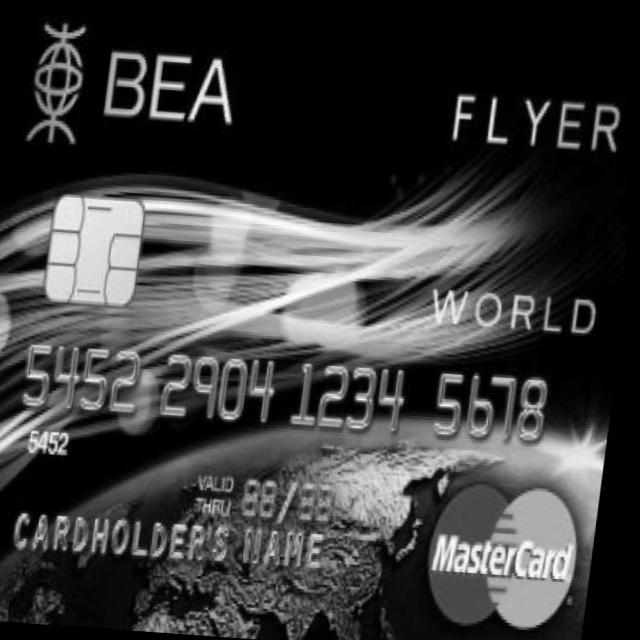 BEA
FLYER
WORLD
5452 2904 1234 5678
5452
VALID
THRU 88/88
CARDHOLDER'S NAME
MasterCard